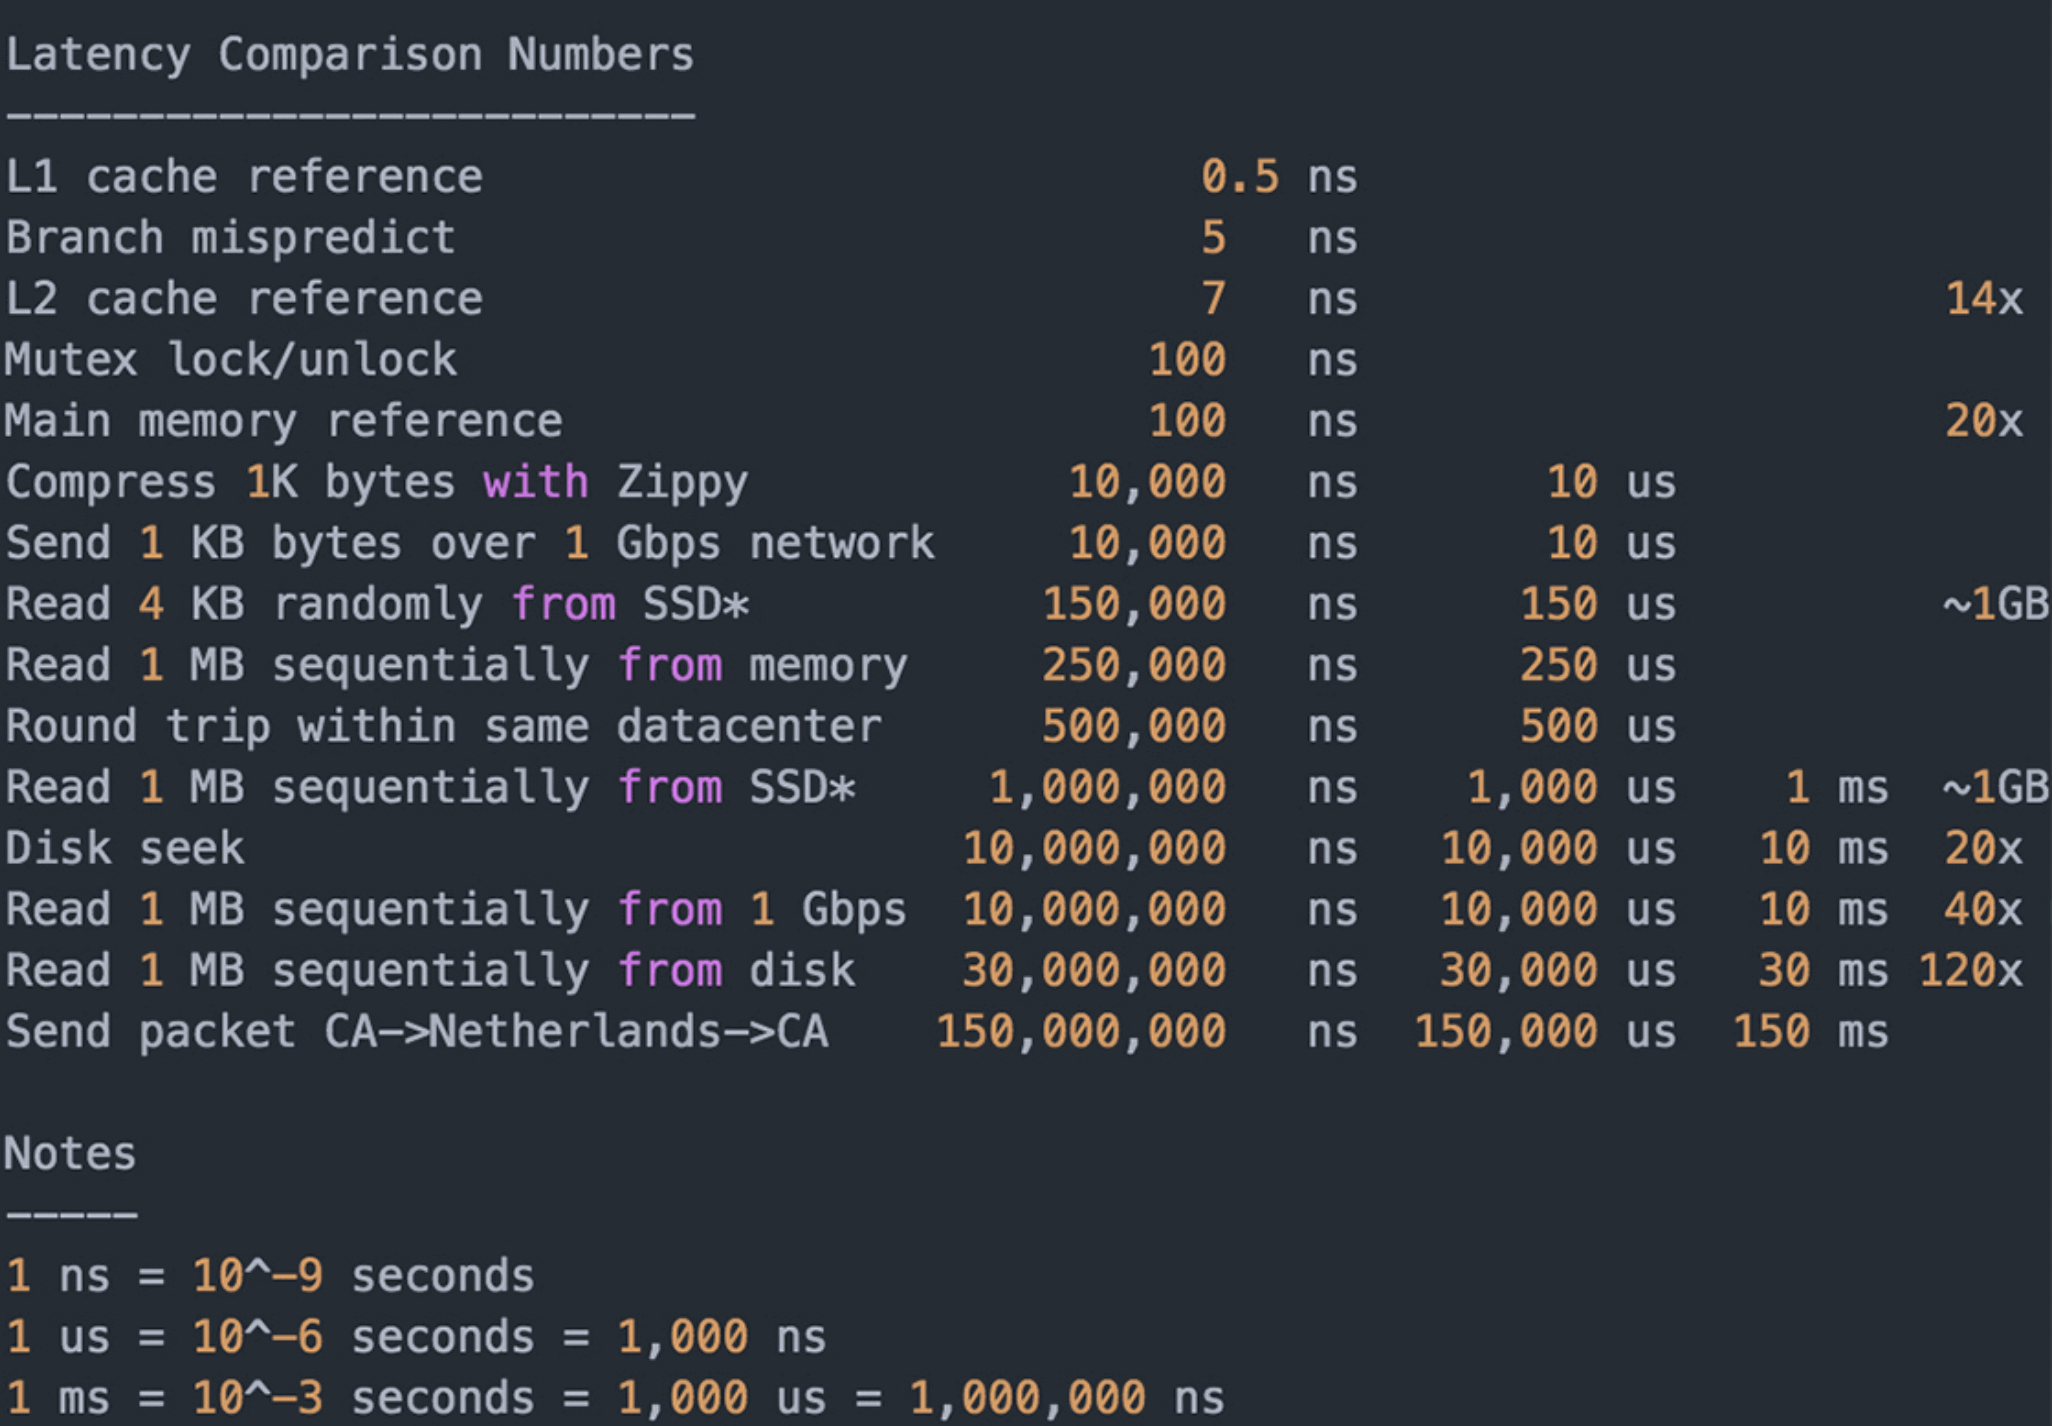 Latency Comparison Numbers
--------------------------
L1 cache reference                           0.5 ns
Branch mispredict                            5   ns
L2 cache reference                           7   ns                      14x
Mutex lock/unlock                          100   ns
Main memory reference                      100   ns                      20x
Compress 1K bytes with Zippy            10,000   ns       10 us
Send 1 KB bytes over 1 Gbps network     10,000   ns       10 us
Read 4 KB randomly from SSD*           150,000   ns      150 us          ~1GB
Read 1 MB sequentially from memory     250,000   ns      250 us
Round trip within same datacenter      500,000   ns      500 us
Read 1 MB sequentially from SSD*     1,000,000   ns    1,000 us    1 ms  ~1GB
Disk seek                           10,000,000   ns   10,000 us   10 ms  20x
Read 1 MB sequentially from 1 Gbps  10,000,000   ns   10,000 us   10 ms  40x
Read 1 MB sequentially from disk    30,000,000   ns   30,000 us   30 ms 120x
Send packet CA->Netherlands->CA    150,000,000   ns  150,000 us  150 ms
Notes
-----
1 ns = 10^-9 seconds
1 us = 10^-6 seconds = 1,000 ns
1 ms = 10^-3 seconds = 1,000 us = 1,000,000 ns